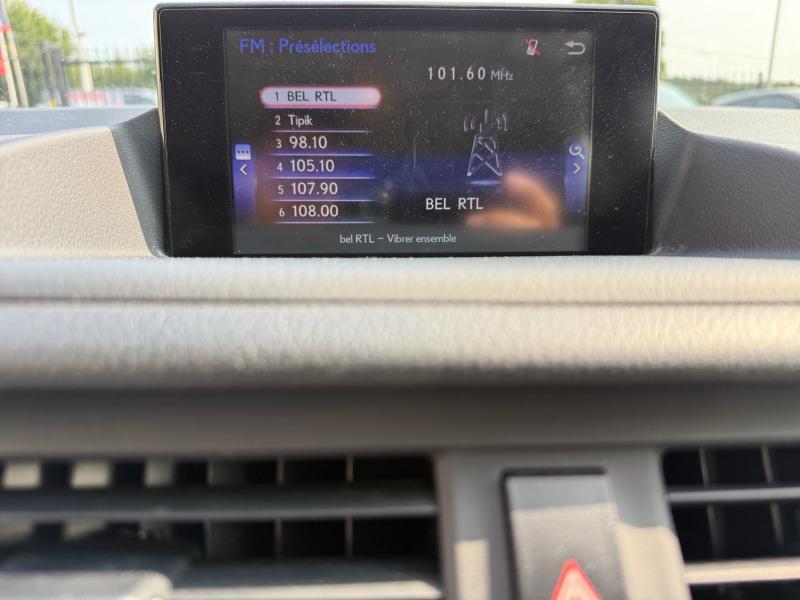 FM : Présélections
101.60 MHz
1 BEL RTL
2 Tipik
3 98.10
4 105.10
5 107.90
6 108.00
BEL RTL
bel RTL – Vibrer ensemble